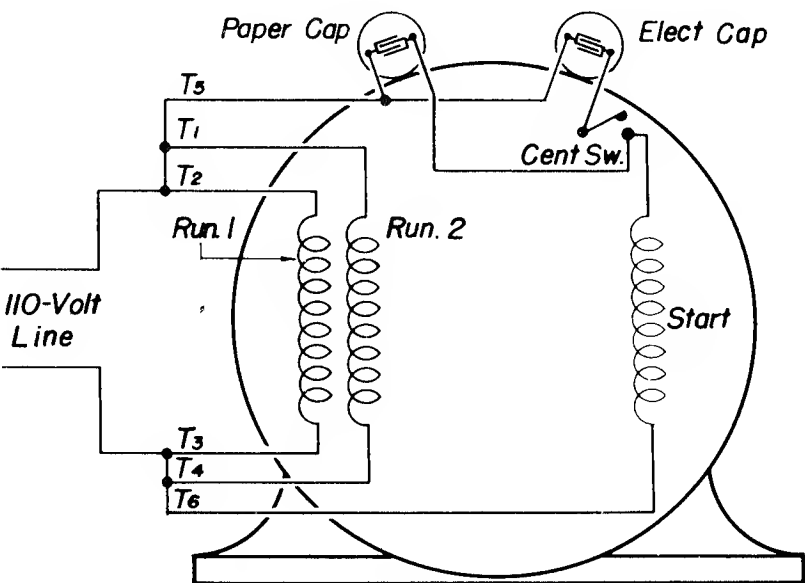 Paper Cap
Elect Cap
T5
T1
Cent Sw.
T2
Run. 1
Run. 2
110-Volt
Line
Start
T3
T4
T6